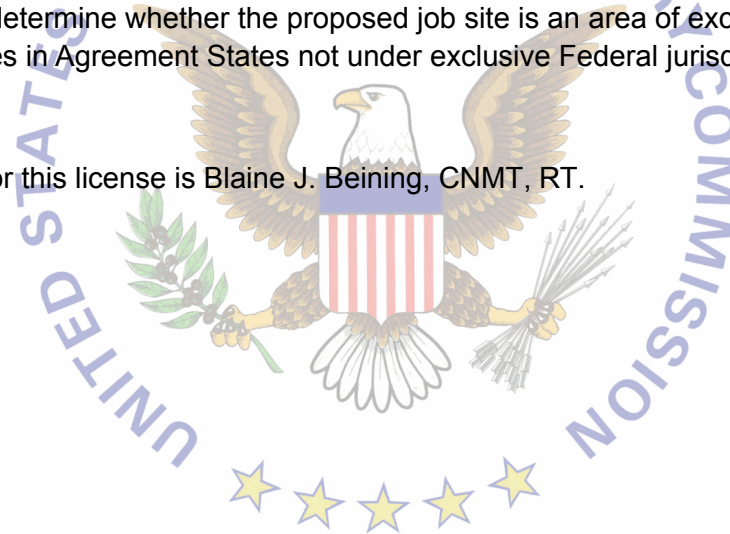 determine whether the proposed job site is an area of exc
es in Agreement States not under exclusive Federal jurisd
or this license is Blaine J. Beining, CNMT, RT.
UNITED STATES
Y COMMISSION